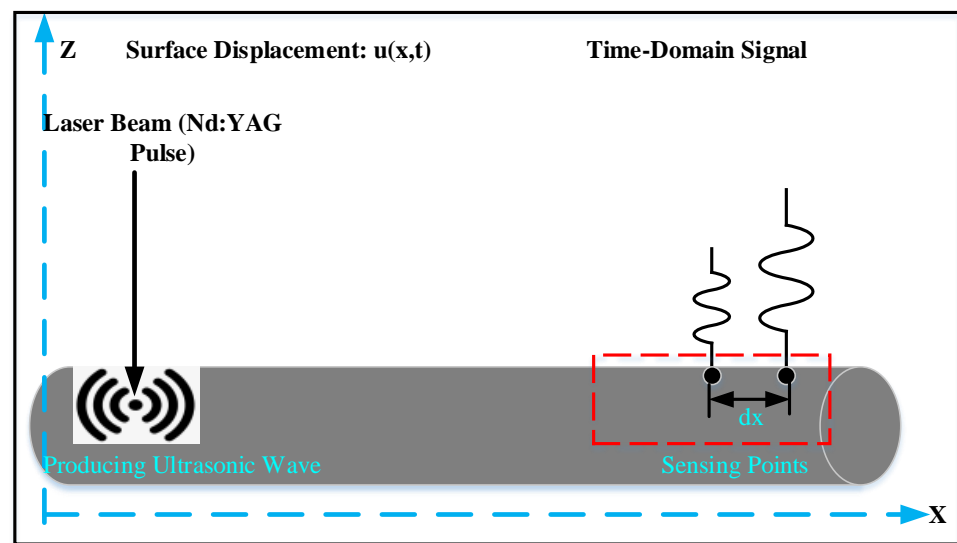 Z
Surface Displacement: u(x,t)
Time-Domain Signal
Laser Beam (Nd:YAG
Pulse)
dx
Producing Ultrasonic Wave
Sensing Points
X